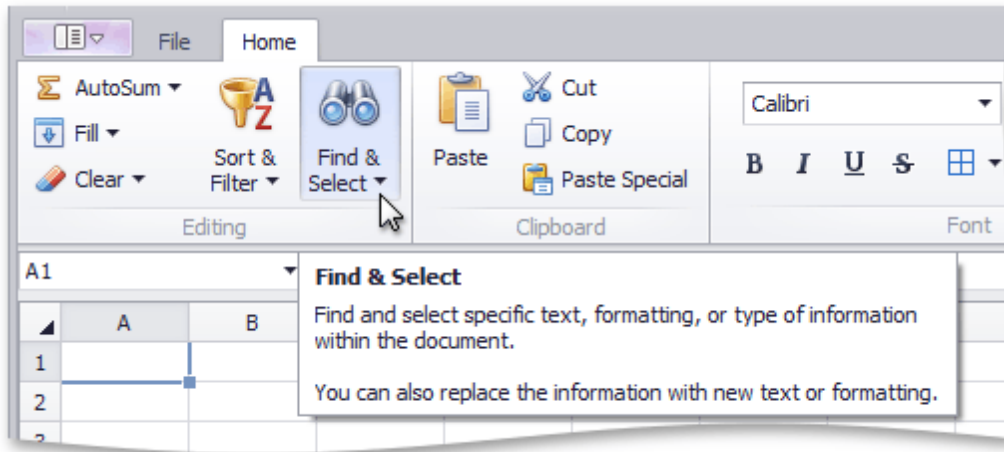 File Home
AutoSum
Fill
Clear
Sort &
Filter
Find &
Select
Editing
Paste
Cut
Copy
Paste Special
Clipboard
Calibri
B I U S
Font
A1
Find & Select
Find and select specific text, formatting, or type of information
within the document.
You can also replace the information with new text or formatting.
A B
1
2